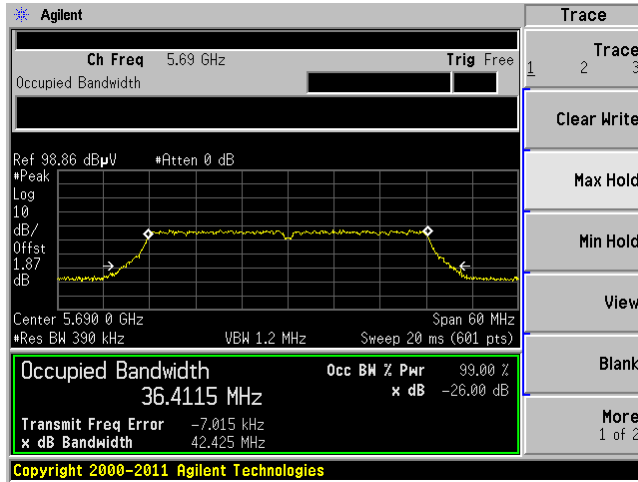 Agilent
Trace
Ch Freq 5.69 GHz Trig Free
Occupied Bandwidth
Trace
1 2 3
Clear Write
Max Hold
Min Hold
View
Blank
More
1 of 2
Ref 98.86 dBµV #Atten 0 dB
#Peak
Log
10
dB/
Offst
1.87
dB
Center 5.690 0 GHz Span 60 MHz
#Res BW 390 kHz VBW 1.2 MHz Sweep 20 ms (601 pts)
Occupied Bandwidth Occ BW % Pwr 99.00 %
36.4115 MHz x dB -26.00 dB
Transmit Freq Error -7.015 kHz
x dB Bandwidth 42.425 MHz
Copyright 2000-2011 Agilent Technologies